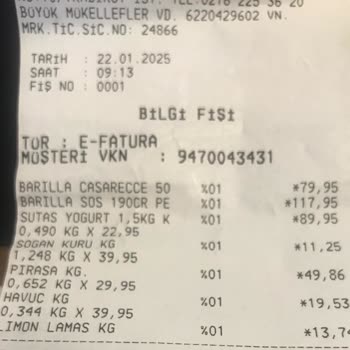 BÜYÜK MÜKELLEFLER VD. 6220429602 VN.
MRK.TİC.SİC.NO: 24866
TARİH : 22.01.2025
SAAT : 09:13
FİŞ NO : 0001
BİLGİ FİŞİ
TÜR : E-FATURA
MÜŞTERİ VKN : 9470043431
BARILLA CASARECCE 50 %01 *79,95
BARILLA SOS 190GR PE %01 *117,95
SUTAS YOGURT 1,5KG K %01 *89,95
0,490 KG X 22,95
SOGAN KURU KG %01 *11,25
1,248 KG X 39,95
PIRASA KG. %01 *49,86
0,652 KG X 29,95
HAVUC KG %01 *19,53
0,344 KG X 39,95
LIMON LAMAS KG %01 *13,74